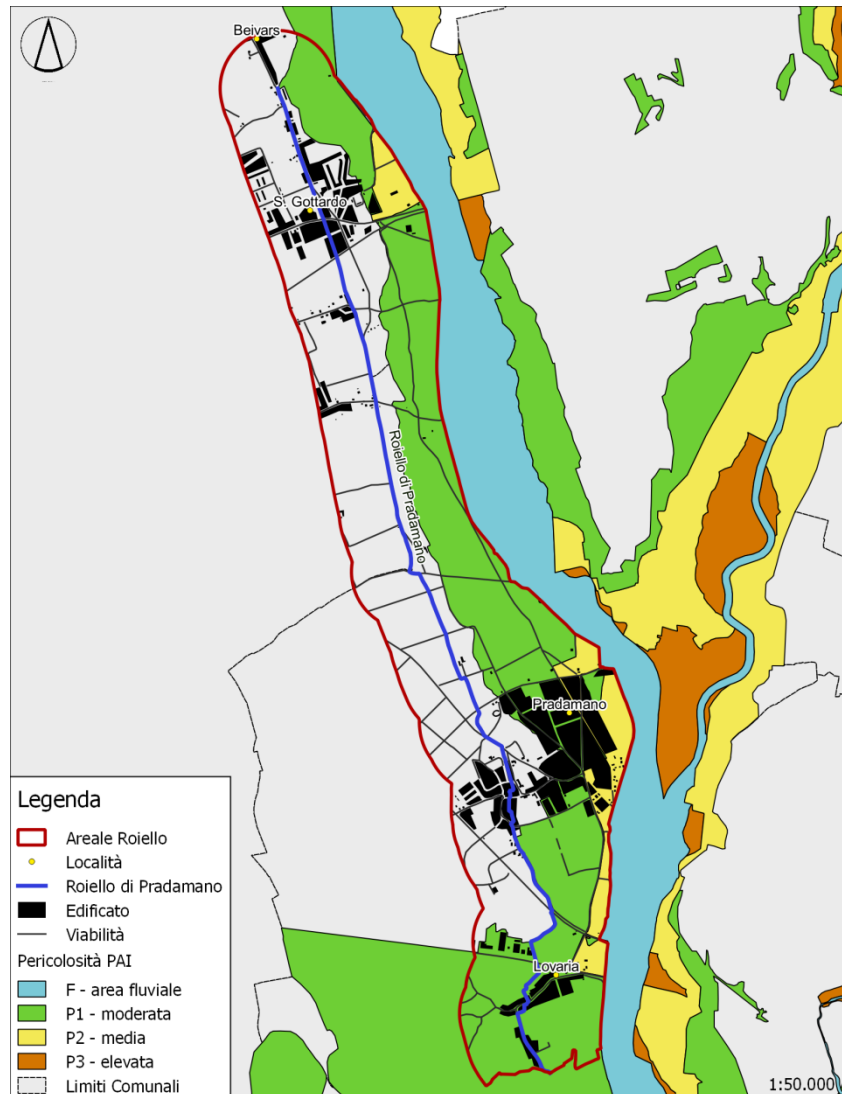 Beivars
S. Gottardo
Roiello di Pradamano
Pradamano
Lovaria
Legenda
Areale Roiello
Località
Roiello di Pradamano
Edificato
Viabilità
Pericolosità PAI
F - area fluviale
P1 - moderata
P2 - media
P3 - elevata
Limiti Comunali
1:50.000